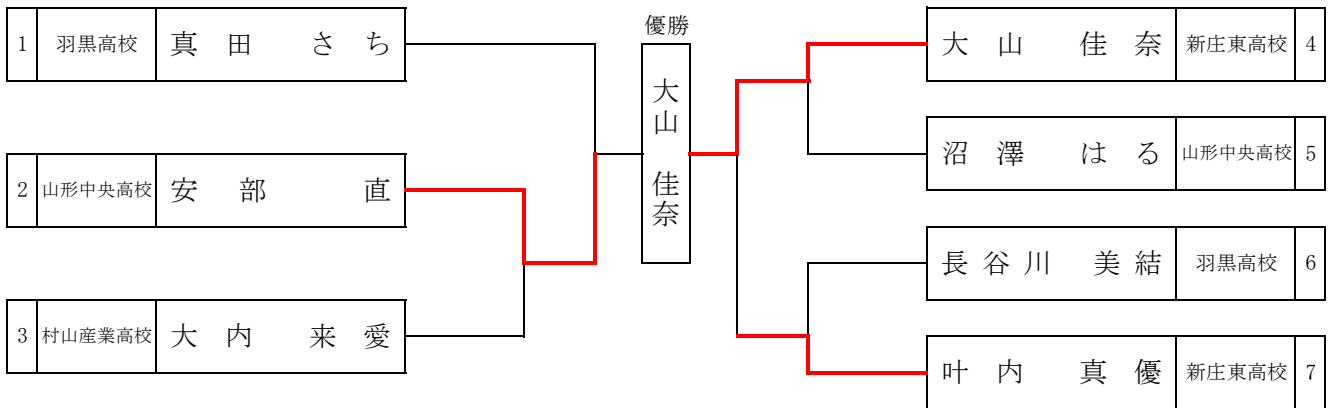 1 羽黒高校 真田 さち
2 山形中央高校 安部 直
3 村山産業高校 大内 来愛
優勝
大山 佳奈
大山 佳奈 新庄東高校 4
沼澤 はる 山形中央高校 5
長谷川 美結 羽黒高校 6
叶内 真優 新庄東高校 7